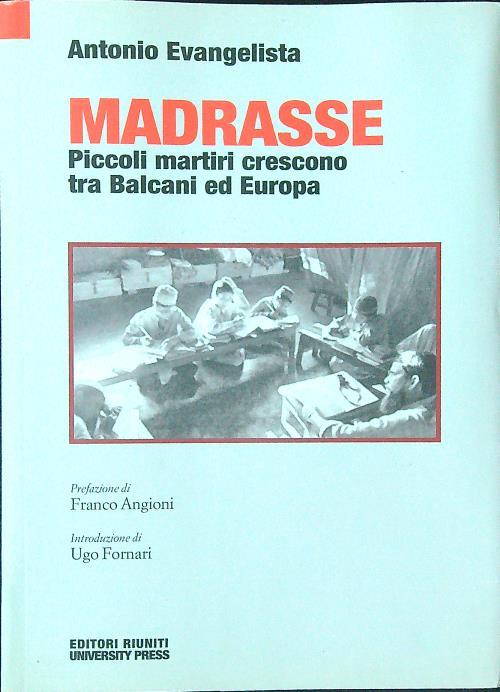 Antonio Evangelista
MADRASSE
Piccoli martiri crescono
tra Balcani ed Europa
Prefazione di
Franco Angioni
Introduzione di
Ugo Fornari
EDITORI RIUNITI
UNIVERSITY PRESS